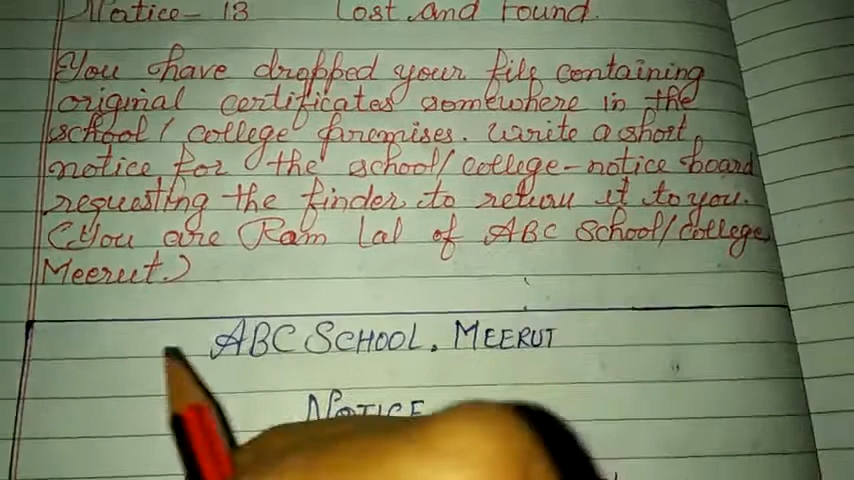 Notice - 13 Lost and Found.
You have dropped your file containing
original certificates somewhere in the
school / college premises. Write a short
notice for the school/college-notice board
requesting the finder to return it to you.
(You are Ram Lal of ABC School/College,
Meerut.)
ABC SCHOOL, MEERUT
NOTICE